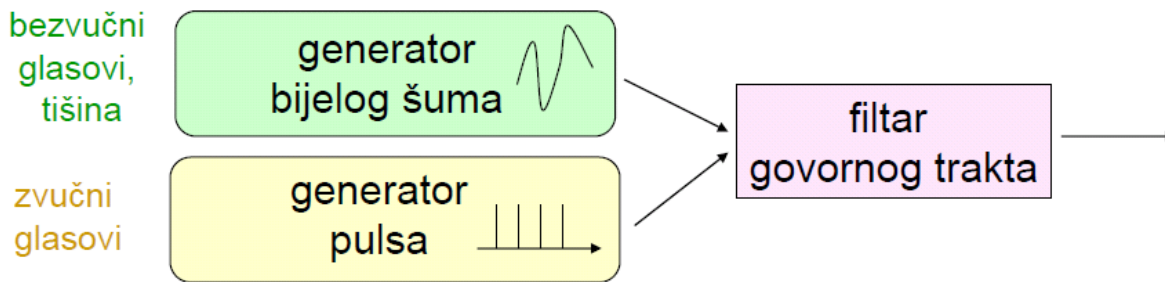 bezvučni
glasovi,
tišina
generator
bijelog šuma
zvučni
glasovi
generator
pulsa
filtar
govornog trakta